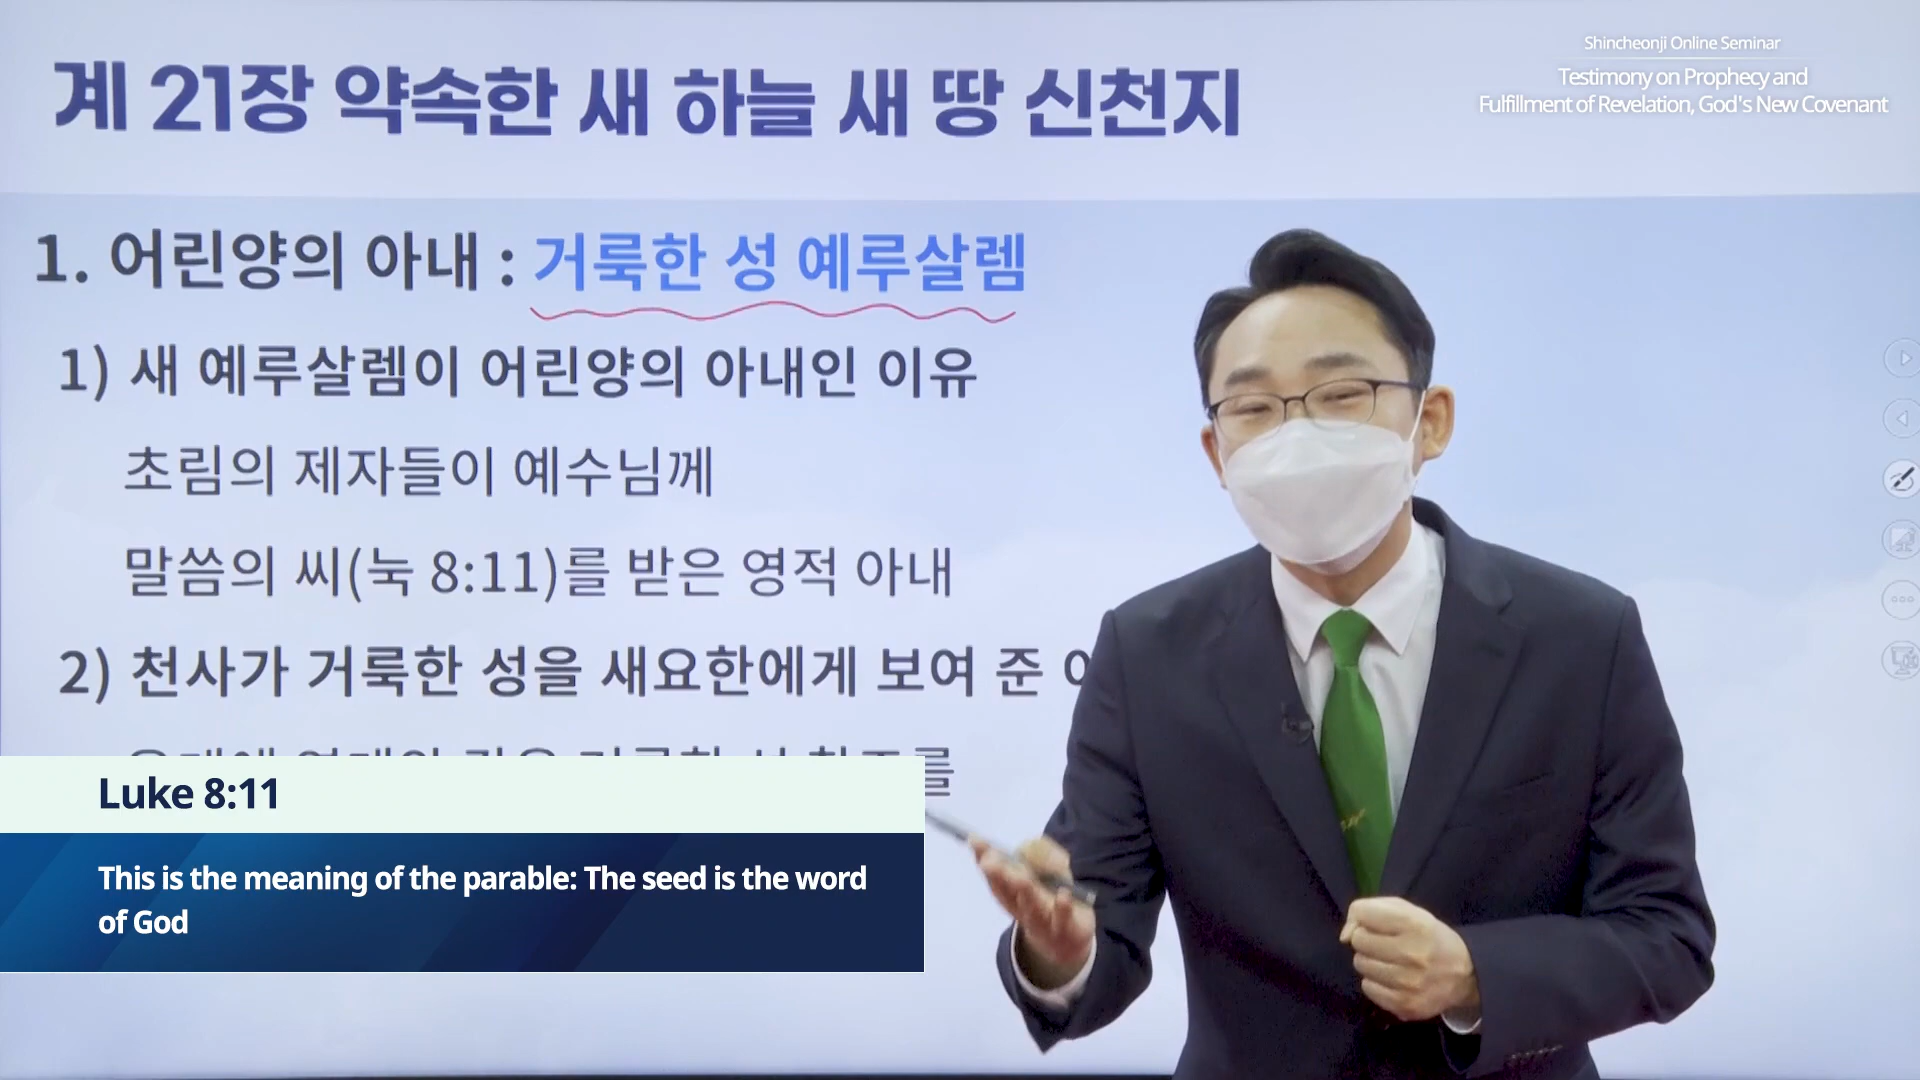 계 21장 약속한 새 하늘 새 땅 신천지
Shincheonji Online Seminar
Testimony on Prophecy and
Fulfillment of Revelation, God's New Covenant
1. 어린양의 아내 : 거룩한 성 예루살렘
1) 새 예루살렘이 어린양의 아내인 이유
초림의 제자들이 예수님께
말씀의 씨(눅 8:11)를 받은 영적 아내
2) 천사가 거룩한 성을 새요한에게 보여 준
Luke 8:11
This is the meaning of the parable: The seed is the word
of God